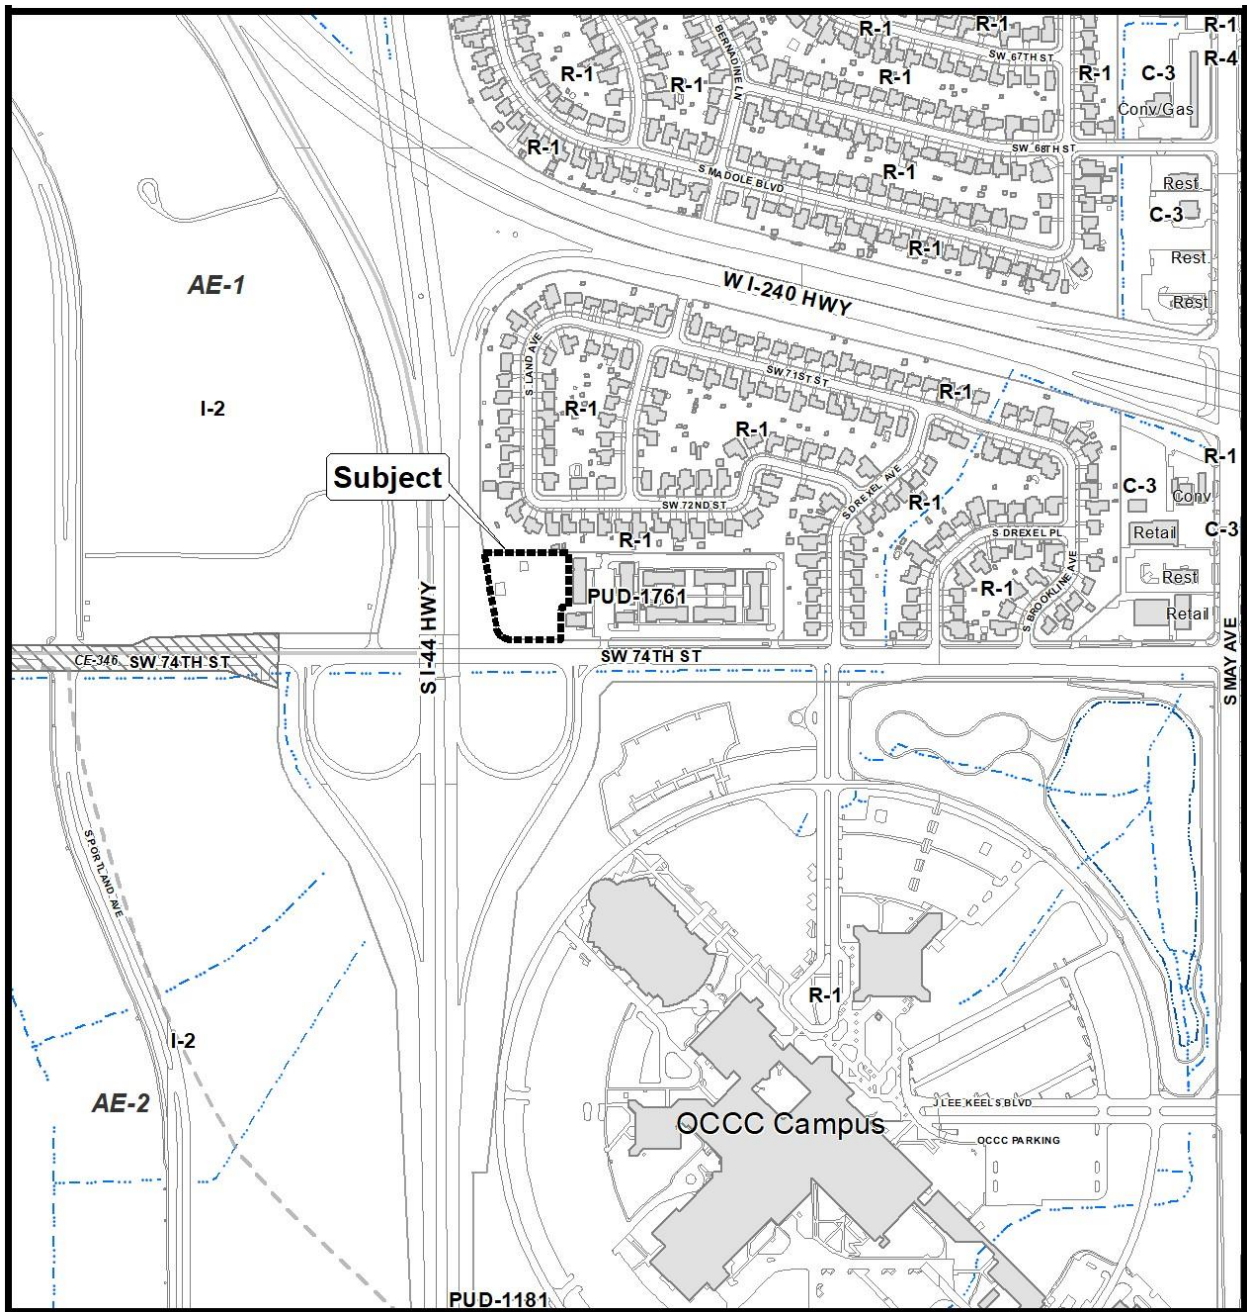 R-1
R-1
R-1
SW 67TH ST
BERNADINE LN
R-1
R-1
R-1
R-1
C-3
R-4
Conv/Gas
R-1
SW 68TH ST
S MADOLE BLVD
R-1
Rest
C-3
R-1
Rest
AE-1
W I-240 HWY
Rest
S LAND AVE
SW 71ST ST
R-1
I-2
R-1
R-1
R-1
Subject
C-3
Conv
S DREXEL AVE
SW 72ND ST
R-1
C-3
R-1
S DREXEL PL
Retail
S BROOKLINE AVE
R-1
Rest
PUD-1761
Retail
S I-44 HWY
CE-346
SW 74TH ST
SW 74TH ST
S MAY AVE
S PORTLAND AVE
R-1
I-2
AE-2
J LEE KEELS BLVD
OCCC Campus
OCCC PARKING
PUD-1181